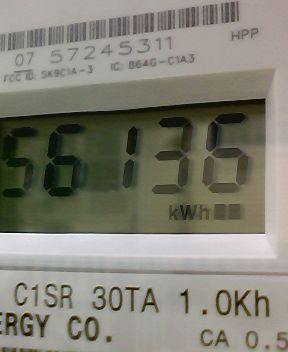 07 57245311
HPP
FCC ID: SK9C1A-3 IC: 864G-C1A3
56136
kWh
C1SR 30TA 1.0Kh
ERGY CO.
CA 0.5